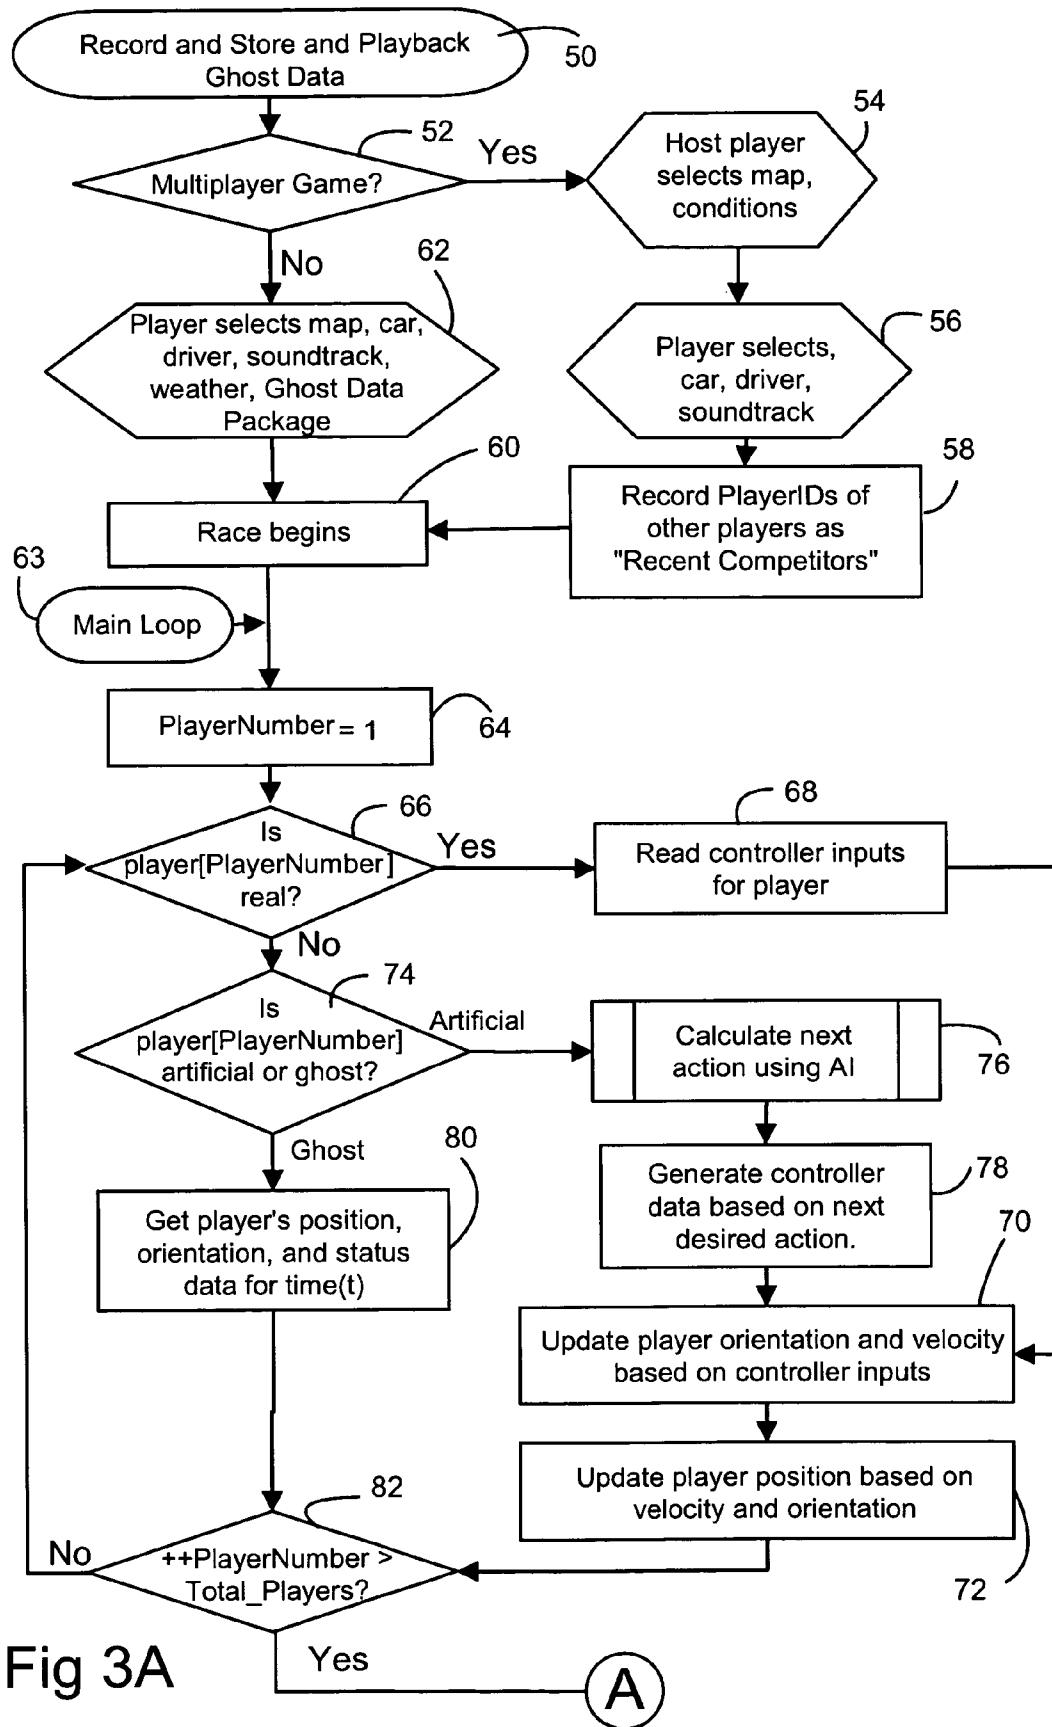 Record and Store and Playback
Ghost Data
50
52
Multiplayer Game?
Yes
54
Host player
selects map,
conditions
No
62
Player selects map, car,
driver, soundtrack,
weather, Ghost Data
Package
56
Player selects,
car, driver,
soundtrack
60
Race begins
58
Record PlayerIDs of
other players as
"Recent Competitors"
63
Main Loop
PlayerNumber = 1
64
66
Is
player[PlayerNumber]
real?
Yes
68
Read controller inputs
for player
No
74
Is
player[PlayerNumber]
artificial or ghost?
Artificial
Calculate next
action using AI
76
Ghost
80
Get player's position,
orientation, and status
data for time(t)
Generate controller
data based on next
desired action.
78
70
Update player orientation and velocity
based on controller inputs
Update player position based on
velocity and orientation
72
82
++PlayerNumber >
Total_Players?
No
Yes
A
Fig 3A